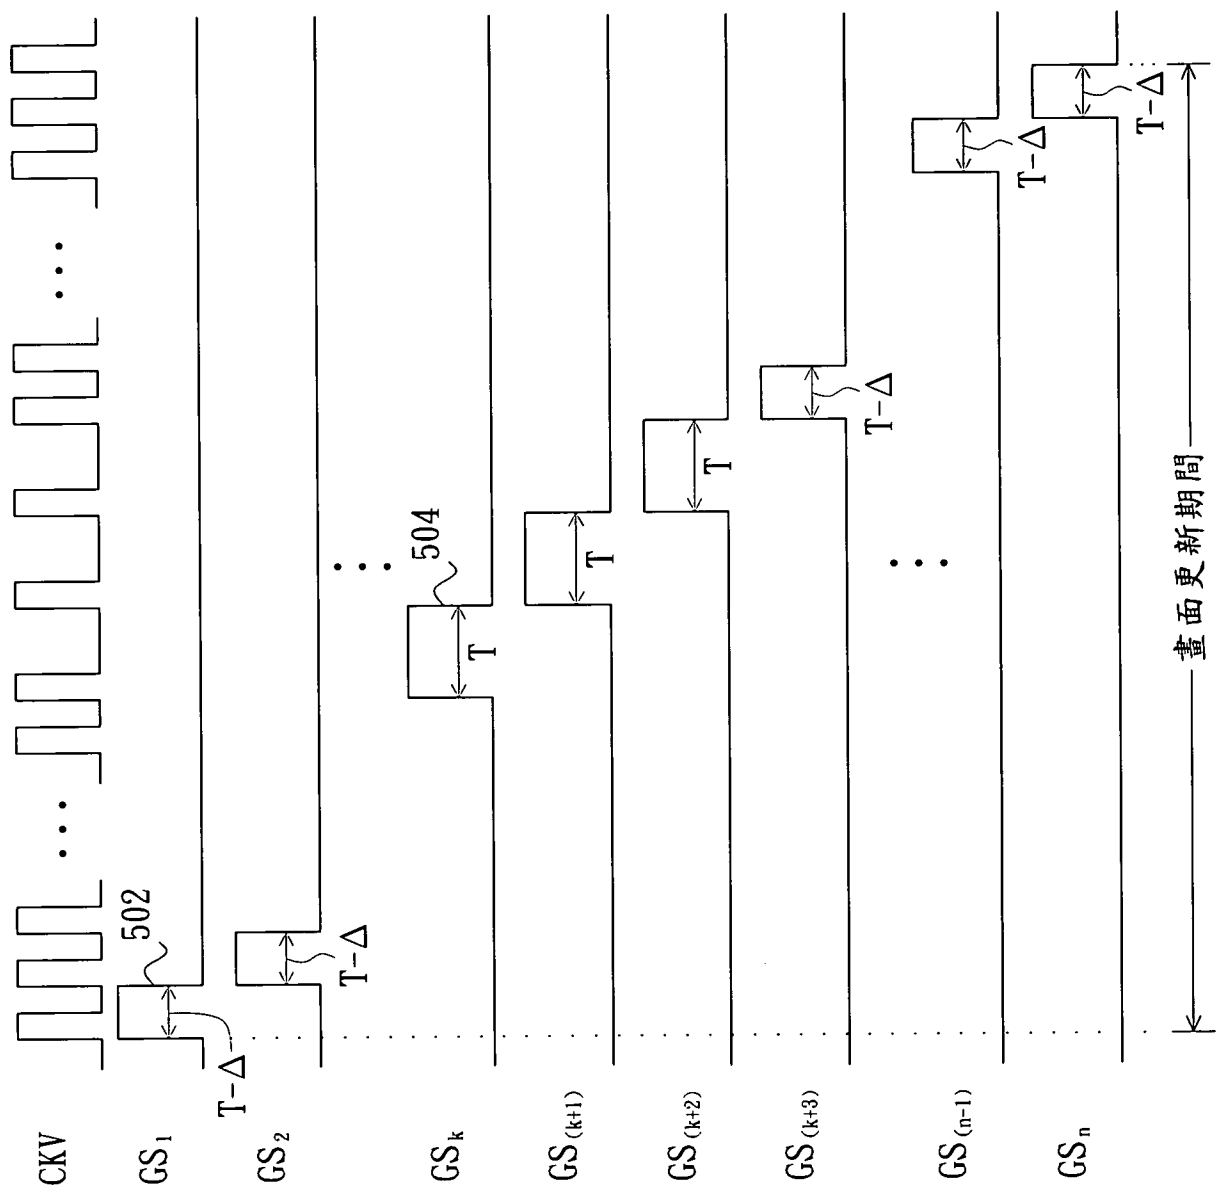 CKV
GS₁
T-Δ
502
GS₂
T-Δ
GSₖ
T
504
GS₍ₖ₊₁₎
T
GS₍ₖ₊₂₎
T
GS₍ₖ₊₃₎
T-Δ
GS₍ₙ₋₁₎
T-Δ
GSₙ
T-Δ
畫面更新期間